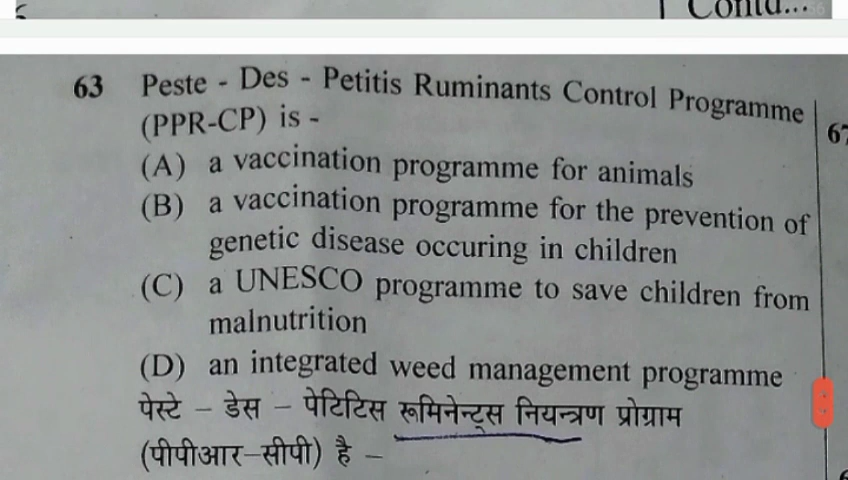 Contd...
63 Peste - Des - Petitis Ruminants Control Programme
(PPR-CP) is -
(A) a vaccination programme for animals
(B) a vaccination programme for the prevention of
genetic disease occuring in children
(C) a UNESCO programme to save children from
malnutrition
(D) an integrated weed management programme
पेस्टे – डेस – पेटिटिस रूमिनेन्ट्स नियन्त्रण प्रोग्राम
(पीपीआर–सीपी) है –
67